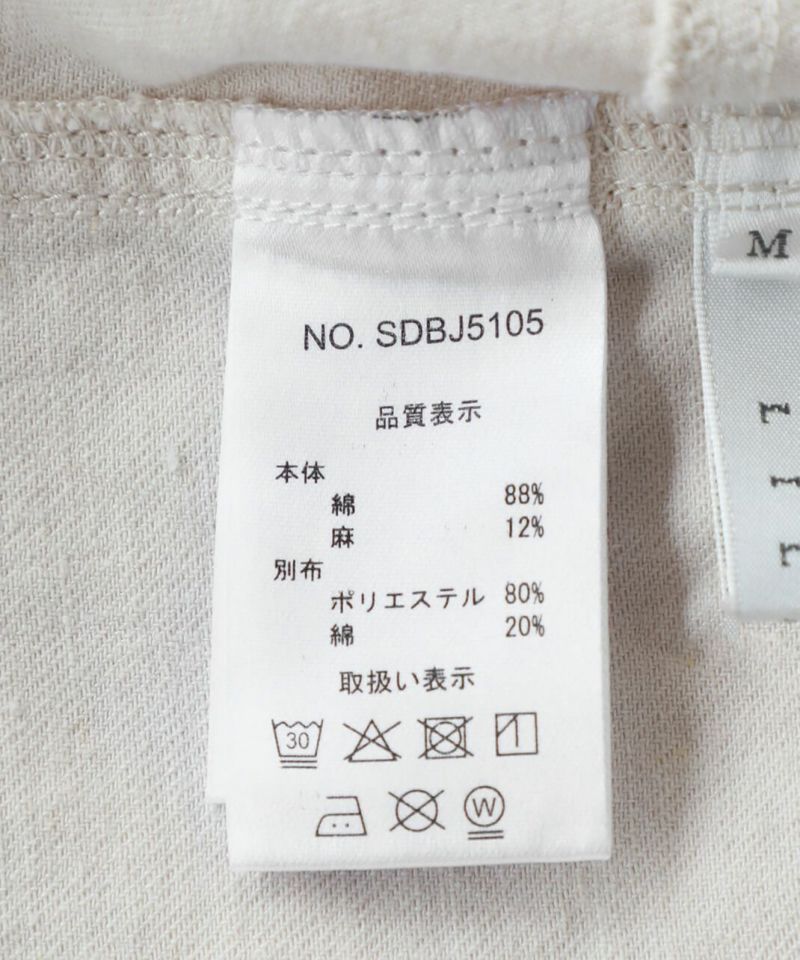 NO. SDBJ5105
品質表示
本体
綿 88%
麻 12%
別布
ポリエステル 80%
綿 20%
取扱い表示
30
W
M